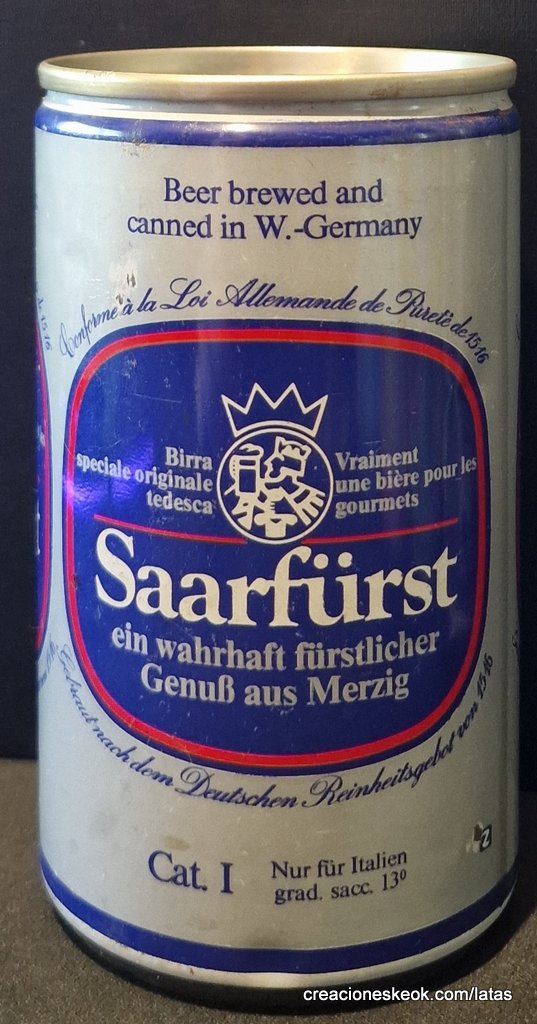 Beer brewed and
canned in W.-Germany
Conforme à la Loi Allemande de Pureté de 1516
Birra
speciale originale
tedesca
Vraiment
une bière pour les
gourmets
Saarfürst
ein wahrhaft fürstlicher
Genuß aus Merzig
Gebraut nach dem Deutschen Reinheitsgebot von 1516
Cat. I
Nur für Italien
grad. sacc. 13º
creacioneskeok.com/latas